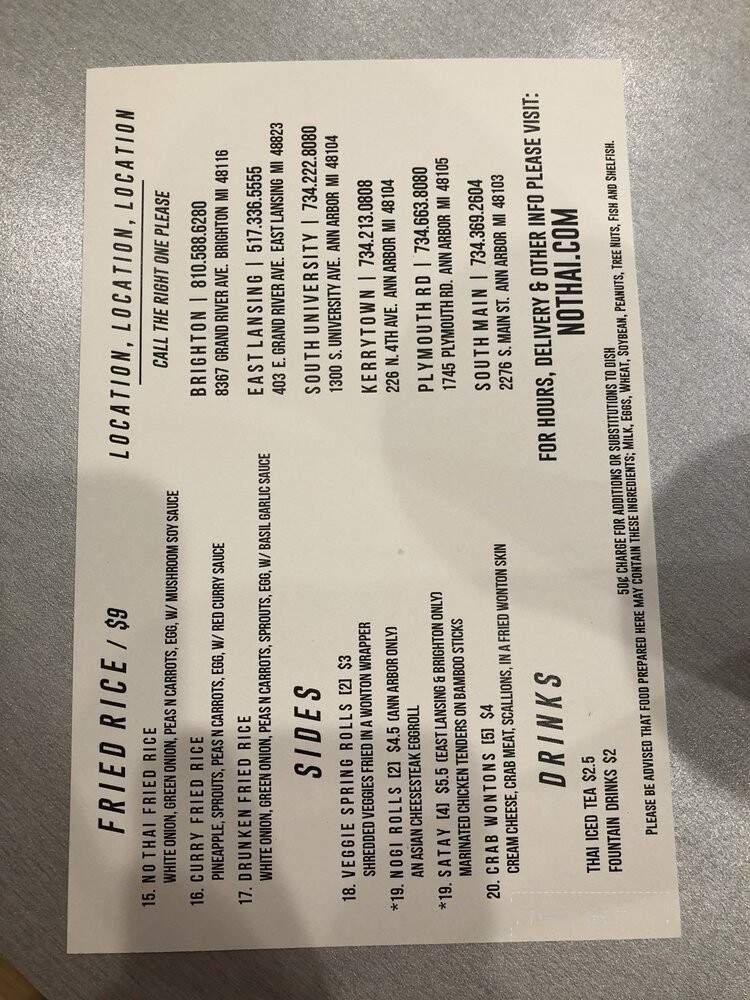 FRIED RICE / $9
15. NOTHAI FRIED RICE
WHITE ONION, GREEN ONION, PEAS N CARROTS, EGG, W/ MUSHROOM SOY SAUCE
16. CURRY FRIED RICE
PINEAPPLE, SPROUTS, PEAS N CARROTS, EGG, W/ RED CURRY SAUCE
17. DRUNKEN FRIED RICE
WHITE ONION, GREEN ONION, PEAS N CARROTS, SPROUTS, EGG, W/ BASIL GARLIC SAUCE
SIDES
18. VEGGIE SPRING ROLLS [2] $3
SHREDDED VEGGIES FRIED IN A WONTON WRAPPER
*19. NOGI ROLLS [2] $4.5 (ANN ARBOR ONLY)
AN ASIAN CHEESESTEAK EGGROLL
*19. SATAY [4] $5.5 (EAST LANSING & BRIGHTON ONLY)
MARINATED CHICKEN TENDERS ON BAMBOO STICKS
20. CRAB WONTONS [5] $4
CREAM CHEESE, CRAB MEAT, SCALLIONS, IN A FRIED WONTON SKIN
DRINKS
THAI ICED TEA $2.5
FOUNTAIN DRINKS $2
LOCATION, LOCATION, LOCATION
CALL THE RIGHT ONE PLEASE
BRIGHTON | 810.588.6280
8367 GRAND RIVER AVE. BRIGHTON MI 48116
EAST LANSING | 517.336.5555
403 E. GRAND RIVER AVE. EAST LANSING MI 48823
SOUTH UNIVERSITY | 734.222.8080
1300 S. UNIVERSITY AVE. ANN ARBOR MI 48104
KERRYTOWN | 734.213.0808
226 N. 4TH AVE. ANN ARBOR MI 48104
PLYMOUTH RD | 734.663.8080
1745 PLYMOUTH RD. ANN ARBOR MI 48105
SOUTH MAIN | 734.369.2604
2276 S. MAIN ST. ANN ARBOR MI 48103
FOR HOURS, DELIVERY & OTHER INFO PLEASE VISIT:
NOTHAI.COM
50¢ CHARGE FOR ADDITIONS OR SUBSTITUTIONS TO DISH
PLEASE BE ADVISED THAT FOOD PREPARED HERE MAY CONTAIN THESE INGREDIENTS; MILK, EGGS, WHEAT, SOYBEAN, PEANUTS, TREE NUTS, FISH AND SHELFISH.